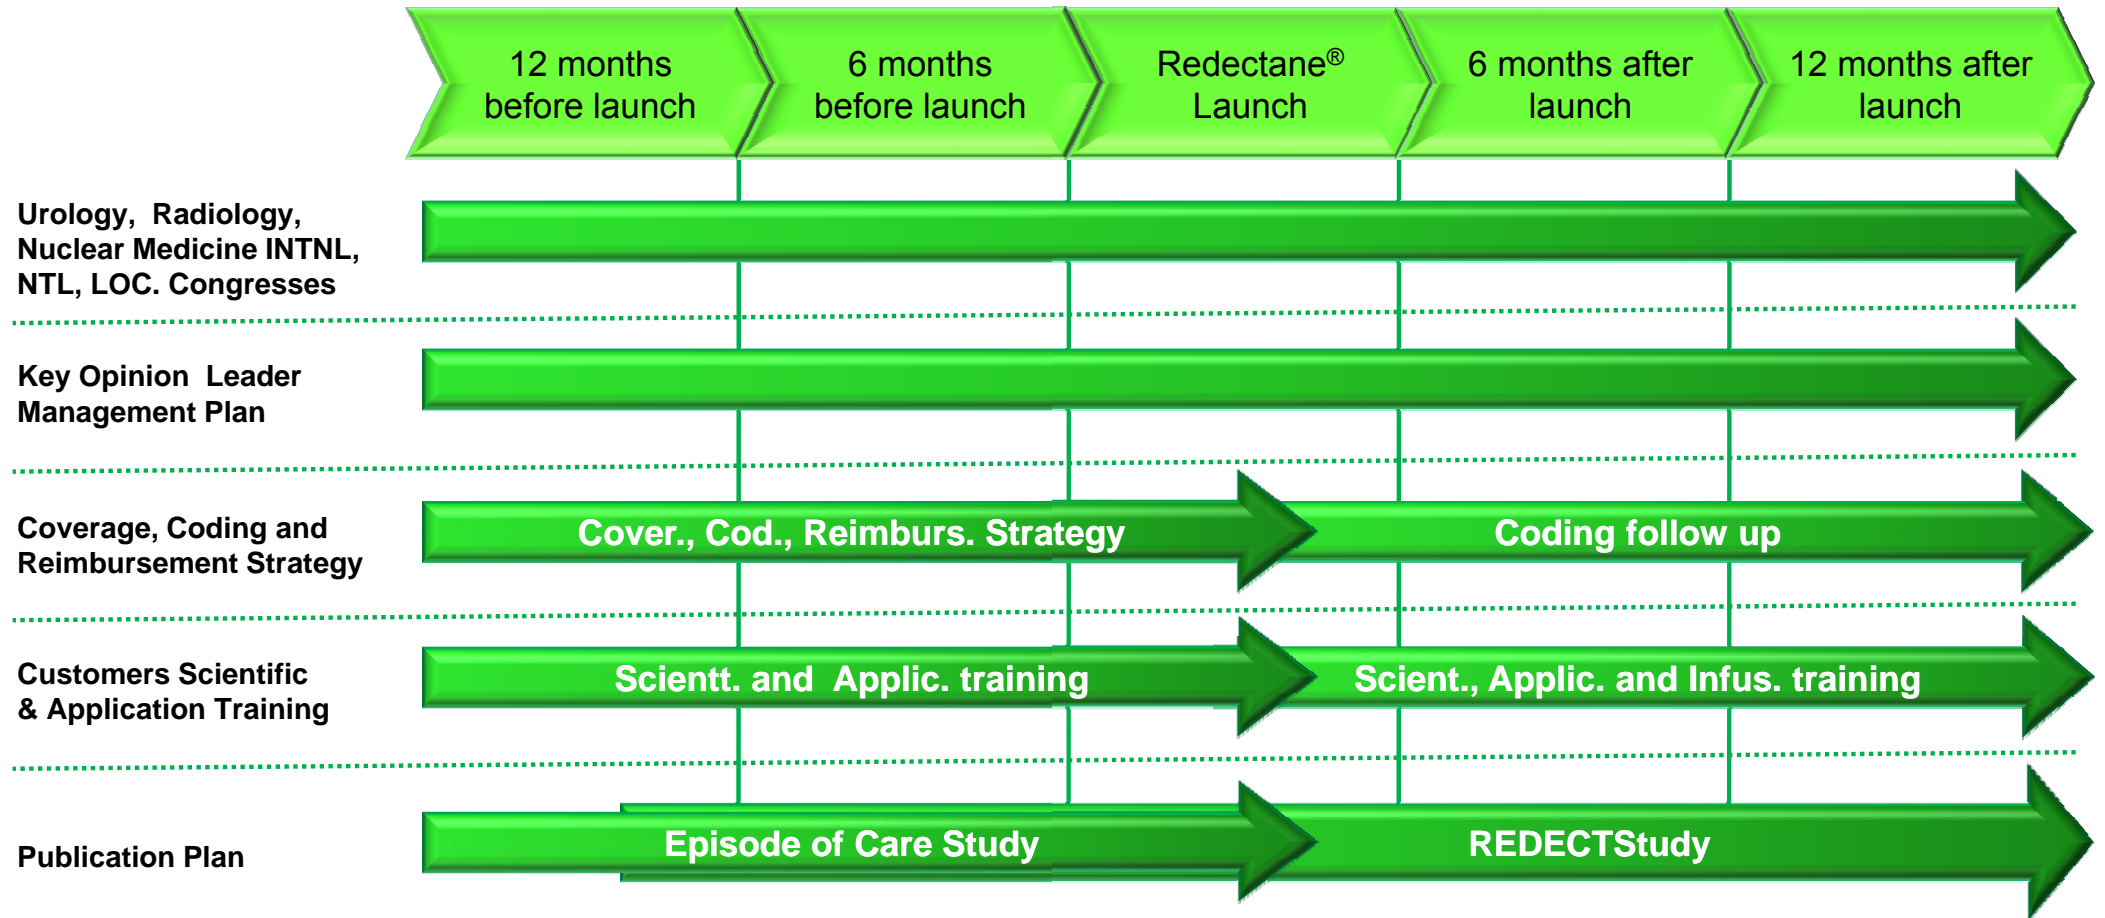 12 months
before launch
6 months
before launch
Redectane®
Launch
6 months after
launch
12 months after
launch
Urology, Radiology,
Nuclear Medicine INTNL,
NTL, LOC. Congresses
Key Opinion Leader
Management Plan
Coverage, Coding and
Reimbursement Strategy
Cover., Cod., Reimburs. Strategy
Coding follow up
Customers Scientific
& Application Training
Scientt. and Applic. training
Scient., Applic. and Infus. training
Publication Plan
Episode of Care Study
REDECTStudy